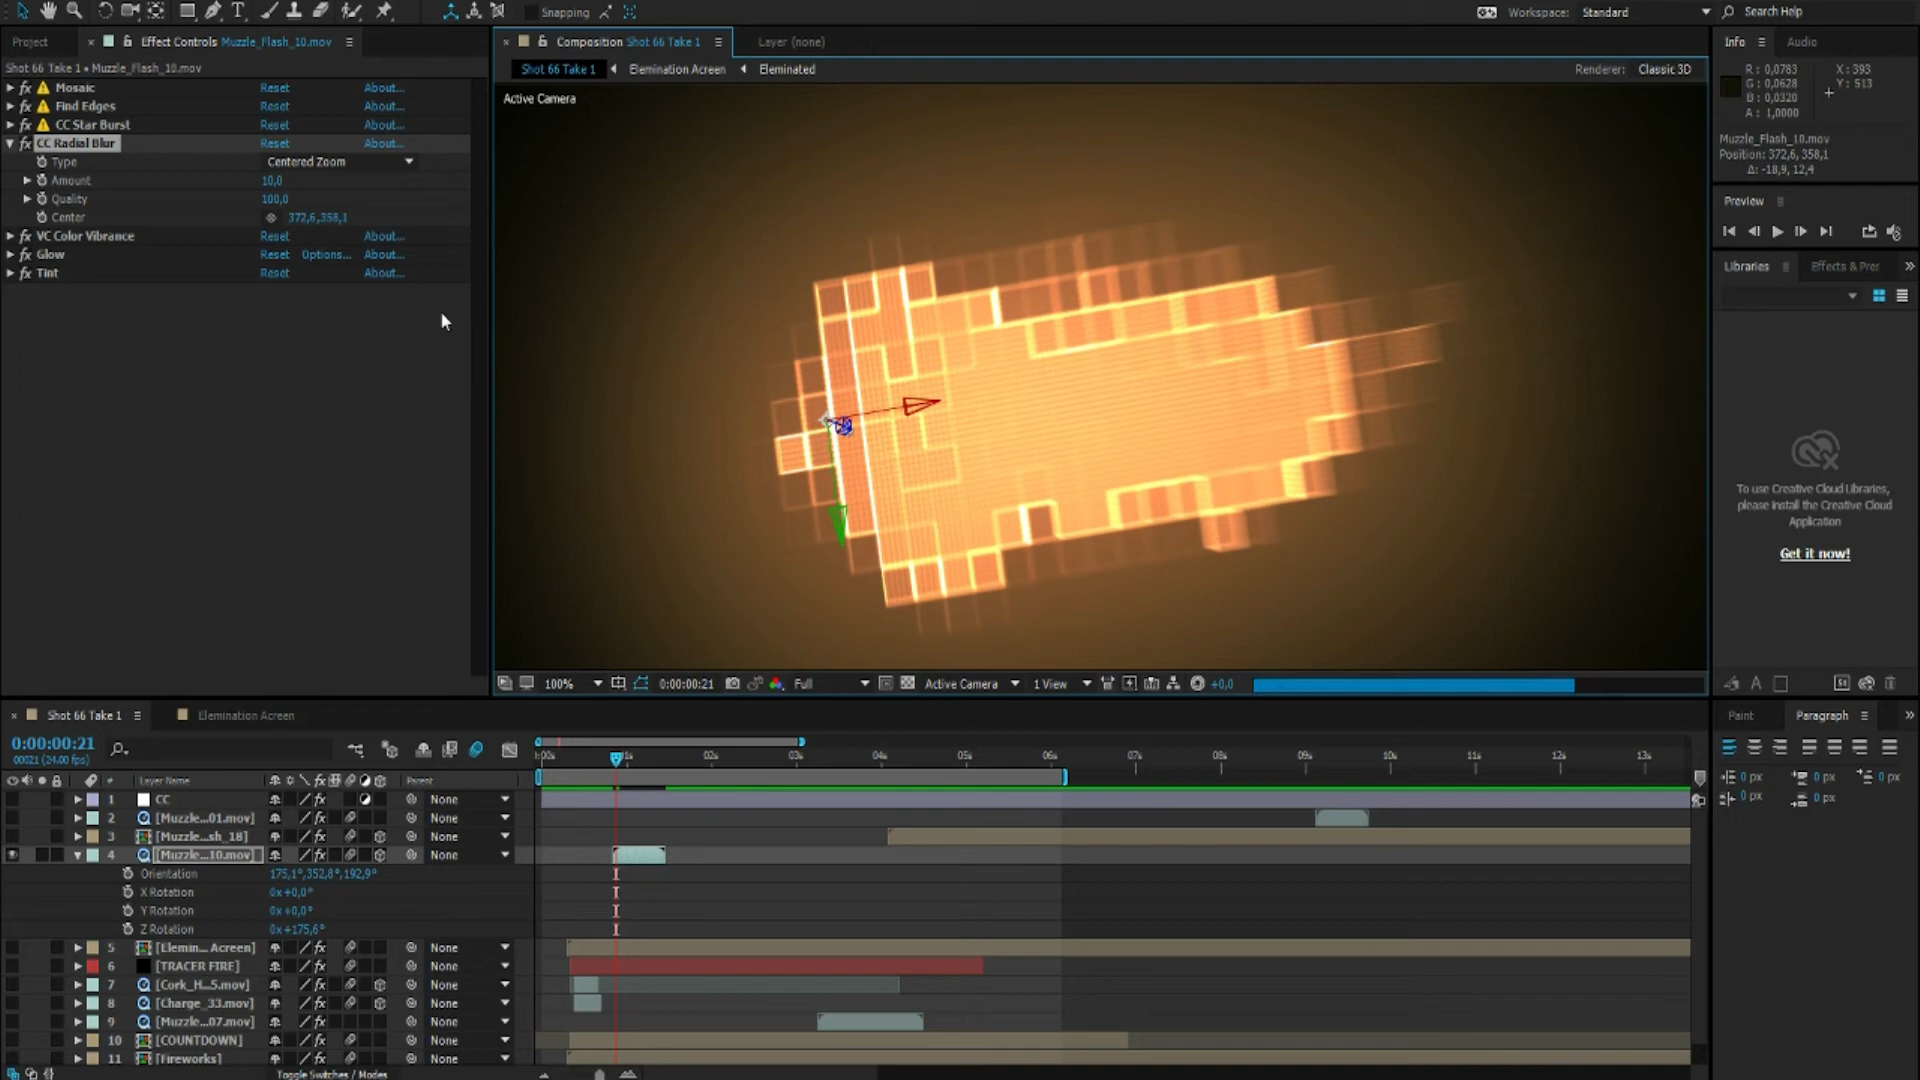 Snapping
Workspace: Standard
Search Help
Project
Effect Controls Muzzle_Flash_10.mov
Shot 66 Take 1 • Muzzle_Flash_10.mov
Mosaic Reset About...
Find Edges Reset About...
CC Star Burst Reset About...
CC Radial Blur Reset About...
Type Centered Zoom
Amount 10,0
Quality 100,0
Center 372,6,358,1
VC Color Vibrance Reset About...
Glow Reset Options... About...
Tint Reset About...
Composition Shot 66 Take 1
Layer (none)
Shot 66 Take 1 Elemination Acreen Eleminated
Renderer: Classic 3D
Active Camera
100% 0:00:00:21 Full Active Camera 1 View +0,0
Info Audio
R: 0,0783 X: 393
G: 0,0628 Y: 513
B: 0,0320
A: 1,0000
Muzzle_Flash_10.mov
Position: 372,6, 358,1
Δ: -18,9, 12,4
Preview
Libraries Effects & Pre
To use Creative Cloud Libraries,
please install the Creative Cloud
Application
Get it now!
Paint Paragraph
0 px 0 px 0 px
0 px 0 px
Shot 66 Take 1 Elemination Acreen
0:00:00:21
00021 (24.00 fps)
# Layer Name Parent
:00s 02s 03s 04s 05s 06s 07s 08s 09s 10s 11s 12s 13s
1 CC None
2 [Muzzle...01.mov] None
3 [Muzzle...sh_18] None
4 [Muzzle...10.mov] None
Orientation 175,1°,352,8°,192,9°
X Rotation 0x+0,0°
Y Rotation 0x+0,0°
Z Rotation 0x+175,6°
5 [Elemin... Acreen] None
6 [TRACER FIRE] None
7 [Cork_H...5.mov] None
8 [Charge_33.mov] None
9 [Muzzle...07.mov] None
10 [COUNTDOWN] None
11 [Fireworks] None
Toggle Switches / Modes